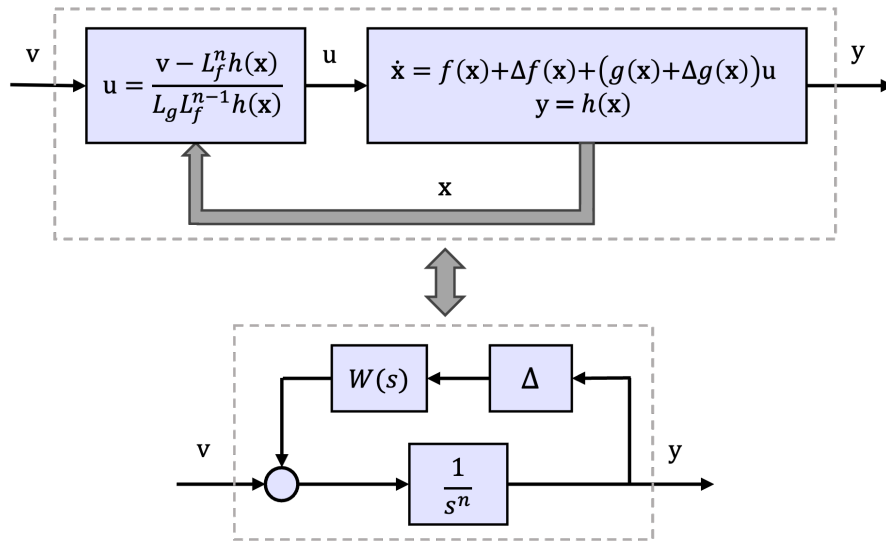 v
u = (v − L_f^n h(x)) / (L_g L_f^{n−1} h(x))
u
ẋ = f(x)+Δf(x)+(g(x)+Δg(x))u
y = h(x)
y
x
W(s)
Δ
v
1/s^n
y